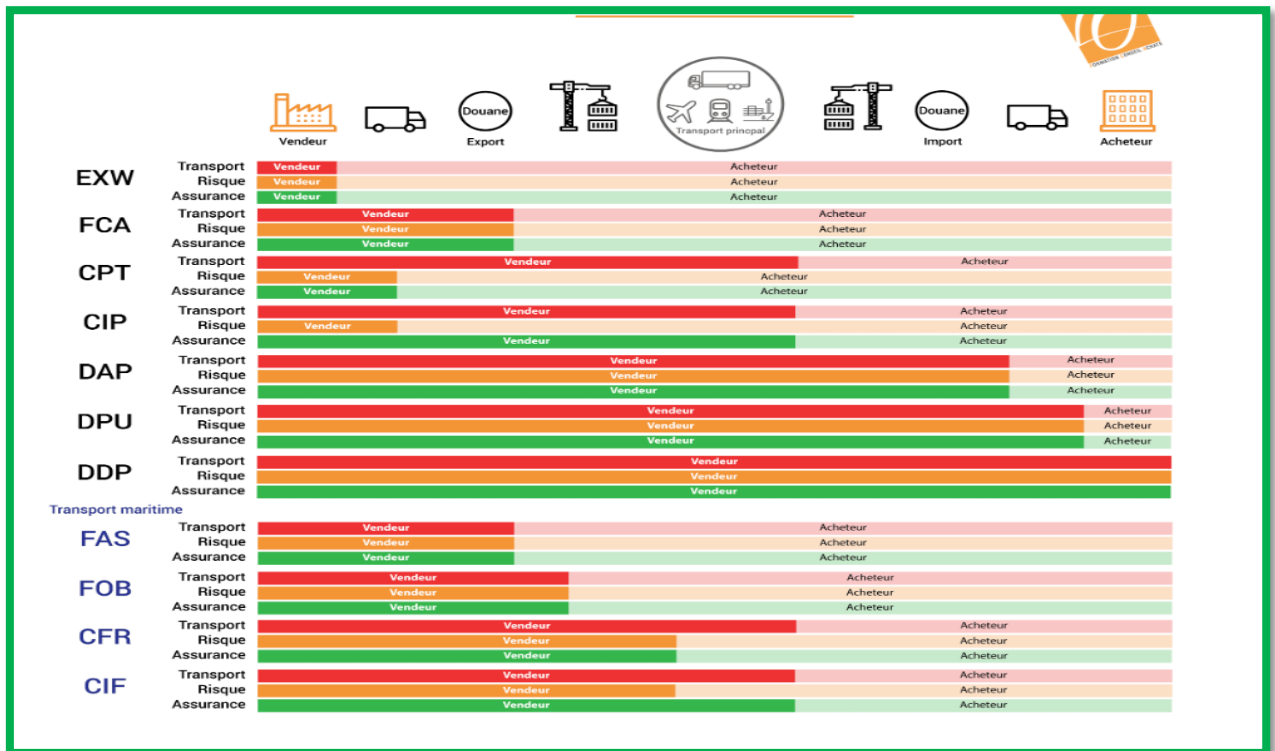 FORMATION CONSEIL ACHATS
Douane
Douane
Transport princpal
Vendeur
Export
Import
Acheteur
EXW
Transport Vendeur Acheteur
Risque Vendeur Acheteur
Assurance Vendeur Acheteur
FCA
Transport Vendeur Acheteur
Risque Vendeur Acheteur
Assurance Vendeur Acheteur
CPT
Transport Vendeur Acheteur
Risque Vendeur Acheteur
Assurance Vendeur Acheteur
CIP
Transport Vendeur Acheteur
Risque Vendeur Acheteur
Assurance Vendeur Acheteur
DAP
Transport Vendeur Acheteur
Risque Vendeur Acheteur
Assurance Vendeur Acheteur
DPU
Transport Vendeur Acheteur
Risque Vendeur Acheteur
Assurance Vendeur Acheteur
DDP
Transport Vendeur
Risque Vendeur
Assurance Vendeur
Transport maritime
FAS
Transport Vendeur Acheteur
Risque Vendeur Acheteur
Assurance Vendeur Acheteur
FOB
Transport Vendeur Acheteur
Risque Vendeur Acheteur
Assurance Vendeur Acheteur
CFR
Transport Vendeur Acheteur
Risque Vendeur Acheteur
Assurance Vendeur Acheteur
CIF
Transport Vendeur Acheteur
Risque Vendeur Acheteur
Assurance Vendeur Acheteur